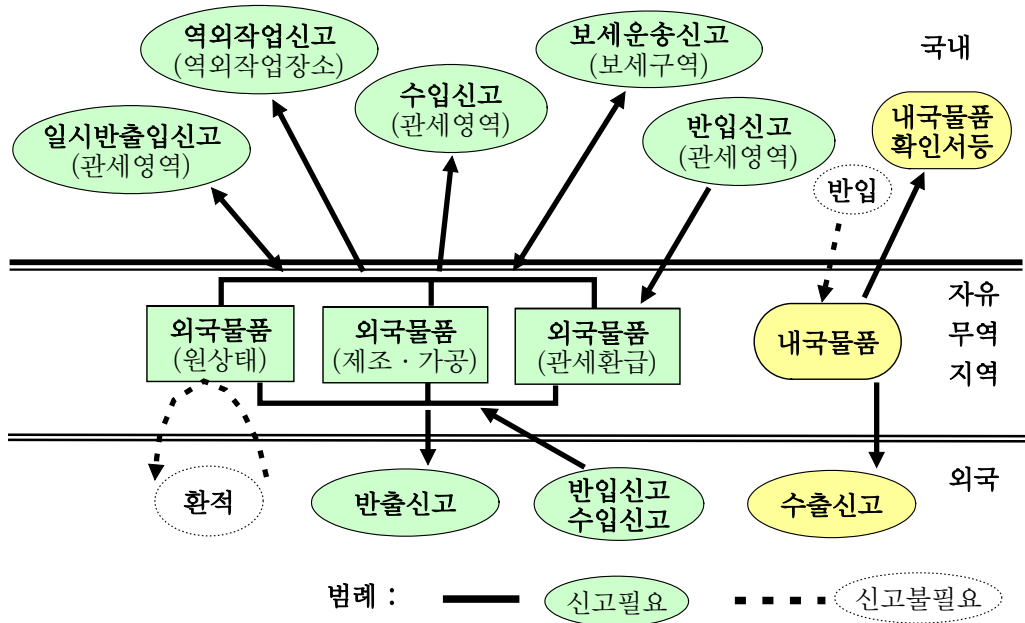 역외작업신고
(역외작업장소)
보세운송신고
(보세구역)
국내
수입신고
(관세영역)
일시반출입신고
(관세영역)
반입신고
(관세영역)
내국물품
확인서등
반입
외국물품
(원상태)
외국물품
(제조 · 가공)
외국물품
(관세환급)
내국물품
자유
무역
지역
환적
반출신고
반입신고
수입신고
수출신고
외국
범례 :
신고필요
신고불필요